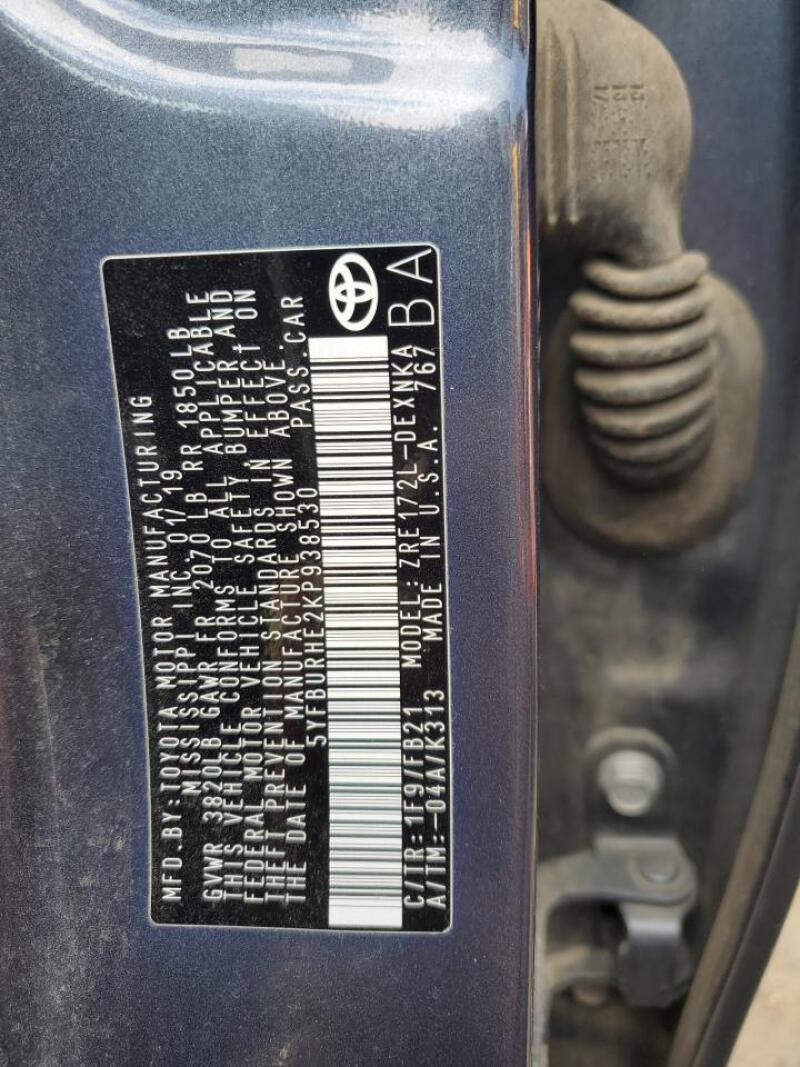 MFD.BY:TOYOTA MOTOR MANUFACTURING
MISSISSIPPI INC.01/19
GVWR 3820LB GAWR FR 2070 LB RR 1850LB
THIS VEHICLE CONFORMS TO ALL APPLICABLE
FEDERAL MOTOR VEHICLE SAFETY,BUMPER,AND
THEFT PREVENTION STANDARDS IN EFFECT ON
THE DATE OF MANUFACTURE SHOWN ABOVE.
5YFBURHE2KP938530 PASS.CAR
C/TR:1F9/FB21 MODEL:ZRE172L-DEXNKA
A/TM:-04A/K313 MADE IN U.S.A. 767
BA